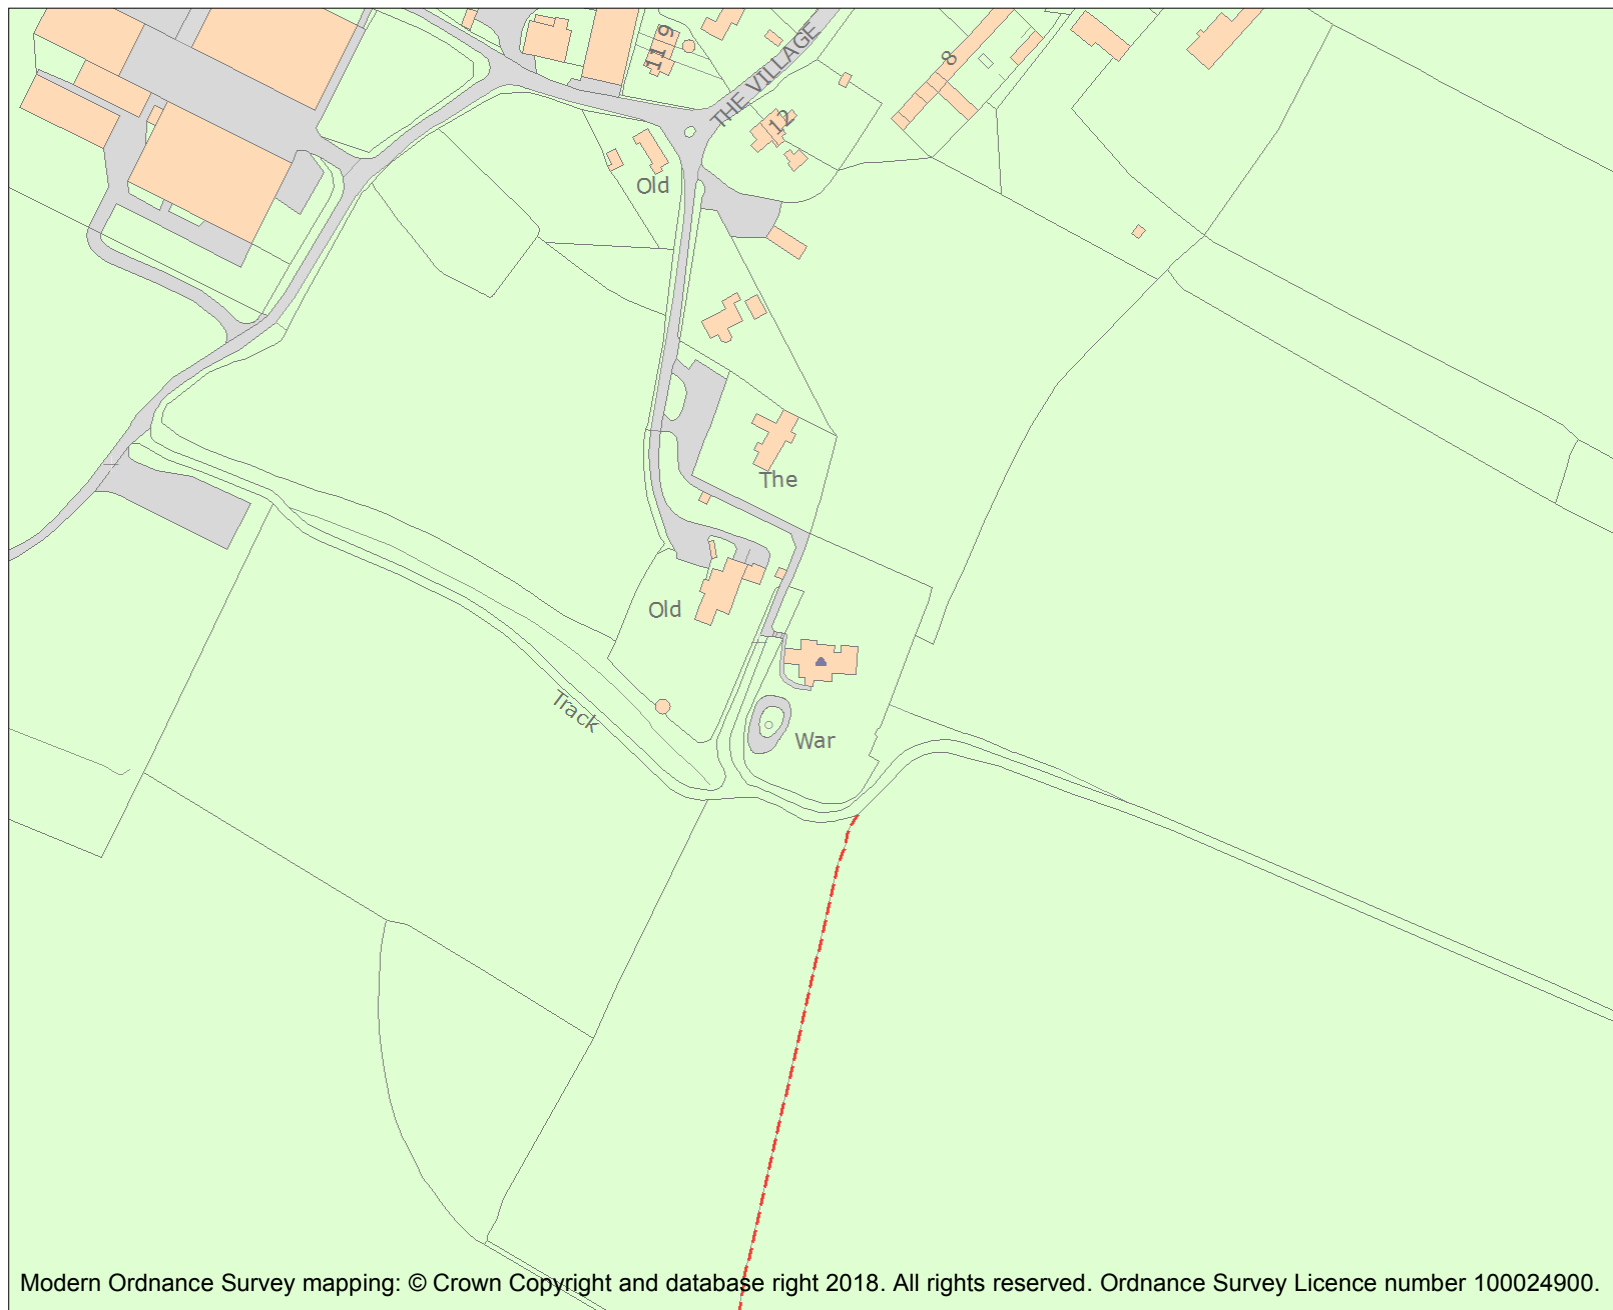 9
11
THE VILLAGE
8
12
Old
The
Old
Track
War
Modern Ordnance Survey mapping: © Crown Copyright and database right 2018. All rights reserved. Ordnance Survey Licence number 100024900.